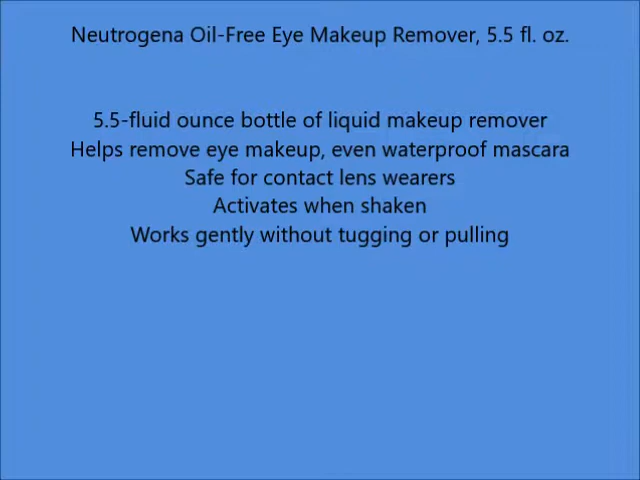 Neutrogena Oil-Free Eye Makeup Remover, 5.5 fl. oz.
5.5-fluid ounce bottle of liquid makeup remover
Helps remove eye makeup, even waterproof mascara
Safe for contact lens wearers
Activates when shaken
Works gently without tugging or pulling